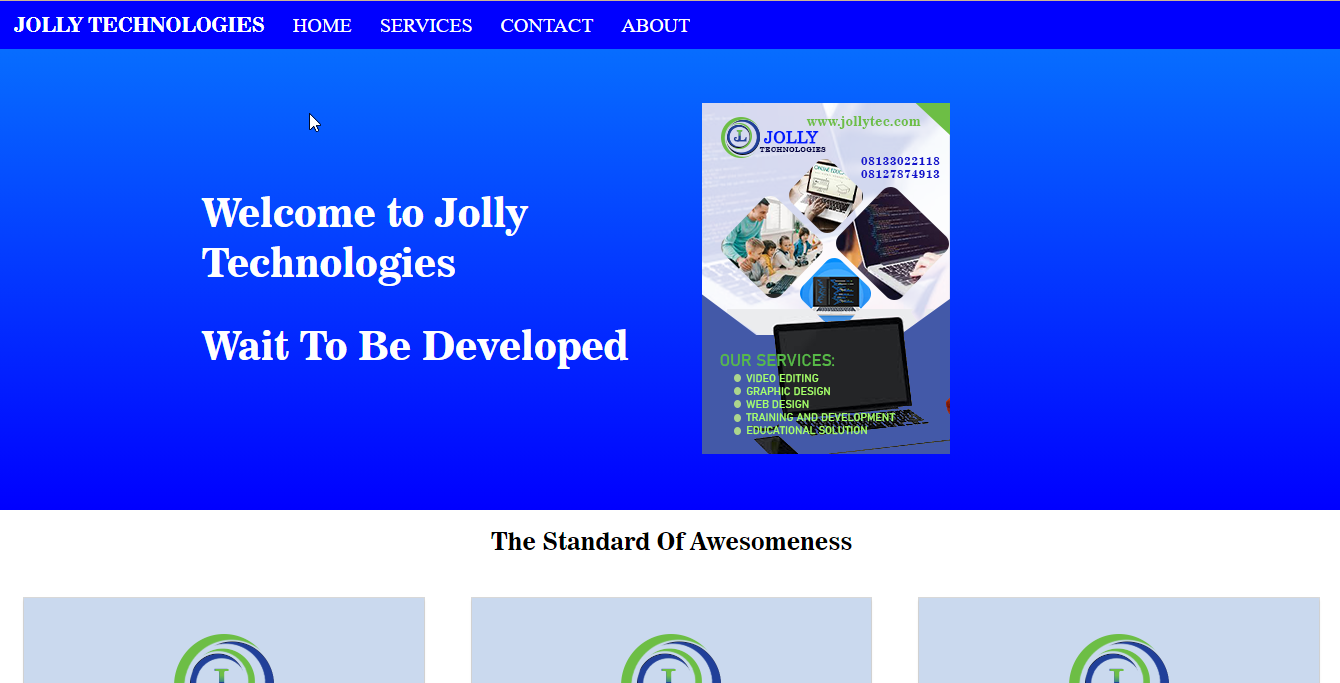 JOLLY TECHNOLOGIES HOME SERVICES CONTACT ABOUT
www.jollytec.com
JL JOLLY
TECHNOLOGIES
08133022118
08127874913
ONLINE EDUC
Welcome to Jolly
Technologies
Wait To Be Developed
OUR SERVICES:
VIDEO EDITING
GRAPHIC DESIGN
WEB DESIGN
TRAINING AND DEVELOPMENT
EDUCATIONAL SOLUTION
The Standard Of Awesomeness